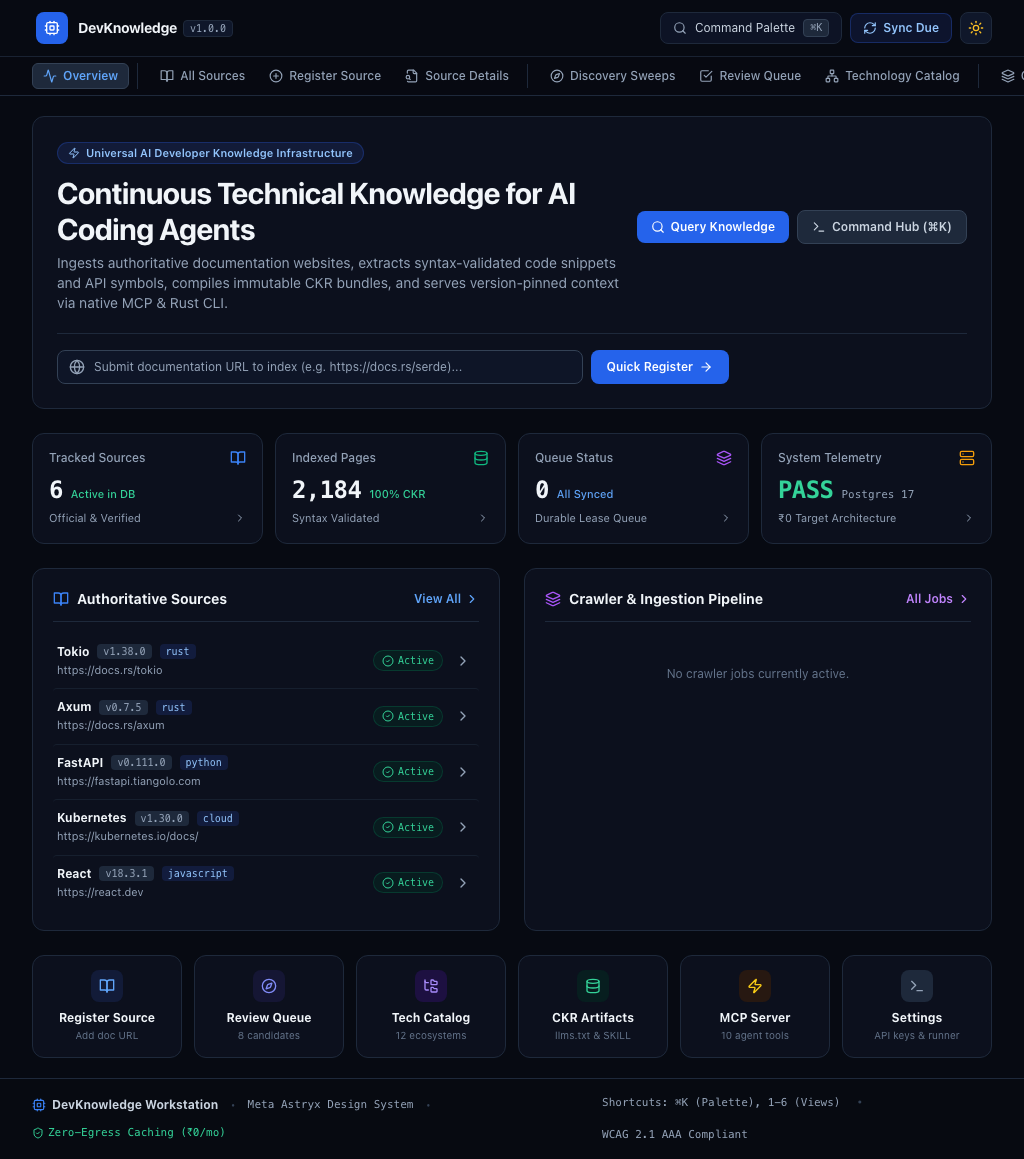 DevKnowledge v1.0.0
Command Palette ⌘K
Sync Due
Overview
All Sources
Register Source
Source Details
Discovery Sweeps
Review Queue
Technology Catalog
Universal AI Developer Knowledge Infrastructure
Continuous Technical Knowledge for AI
Coding Agents
Ingests authoritative documentation websites, extracts syntax-validated code snippets
and API symbols, compiles immutable CKR bundles, and serves version-pinned context
via native MCP & Rust CLI.
Query Knowledge
Command Hub (⌘K)
Submit documentation URL to index (e.g. https://docs.rs/serde)...
Quick Register
Tracked Sources
6 Active in DB
Official & Verified
Indexed Pages
2,184 100% CKR
Syntax Validated
Queue Status
0 All Synced
Durable Lease Queue
System Telemetry
PASS Postgres 17
₹0 Target Architecture
Authoritative Sources
View All
Tokio v1.38.0 rust
https://docs.rs/tokio
Active
Axum v0.7.5 rust
https://docs.rs/axum
Active
FastAPI v0.111.0 python
https://fastapi.tiangolo.com
Active
Kubernetes v1.30.0 cloud
https://kubernetes.io/docs/
Active
React v18.3.1 javascript
https://react.dev
Active
Crawler & Ingestion Pipeline
All Jobs
No crawler jobs currently active.
Register Source
Add doc URL
Review Queue
8 candidates
Tech Catalog
12 ecosystems
CKR Artifacts
llms.txt & SKILL
MCP Server
10 agent tools
Settings
API keys & runner
DevKnowledge Workstation • Meta Astryx Design System •
Zero-Egress Caching (₹0/mo)
Shortcuts: ⌘K (Palette), 1-6 (Views) •
WCAG 2.1 AAA Compliant